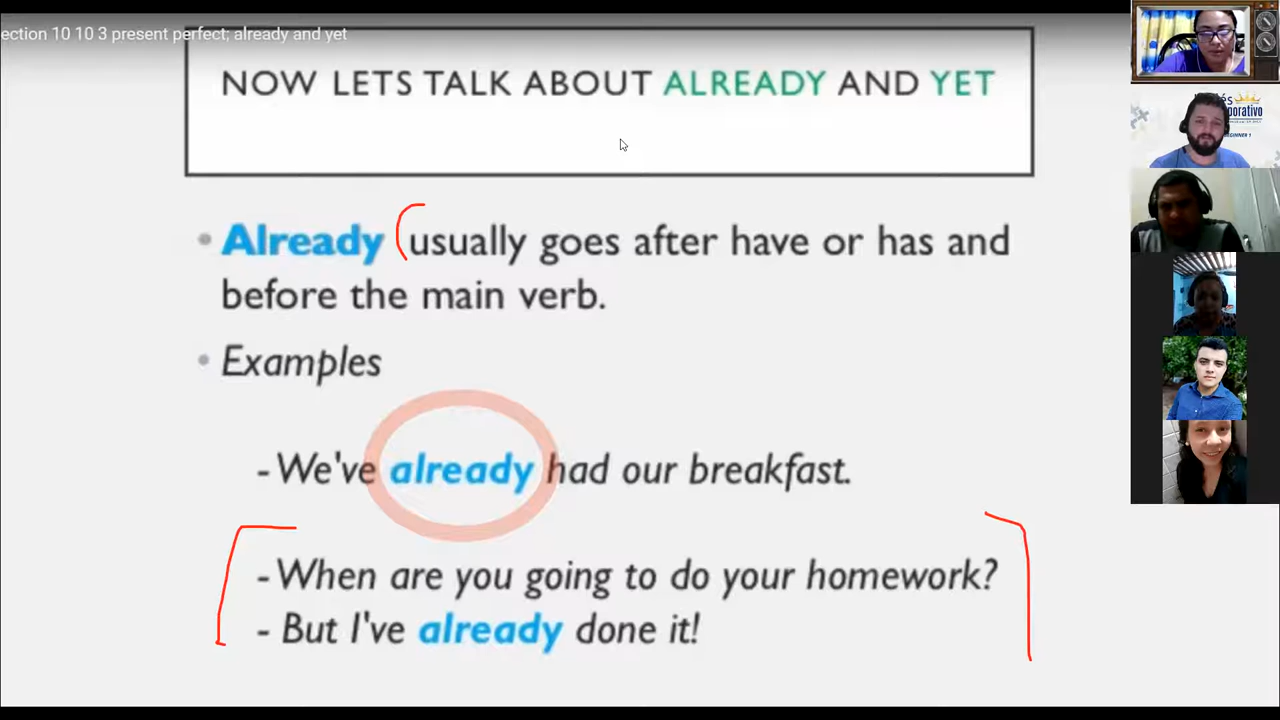 ection 10 10 3 present perfect; already and yet
NOW LETS TALK ABOUT ALREADY AND YET
• Already usually goes after have or has and
before the main verb.
• Examples
- We've already had our breakfast.
- When are you going to do your homework?
- But I've already done it!